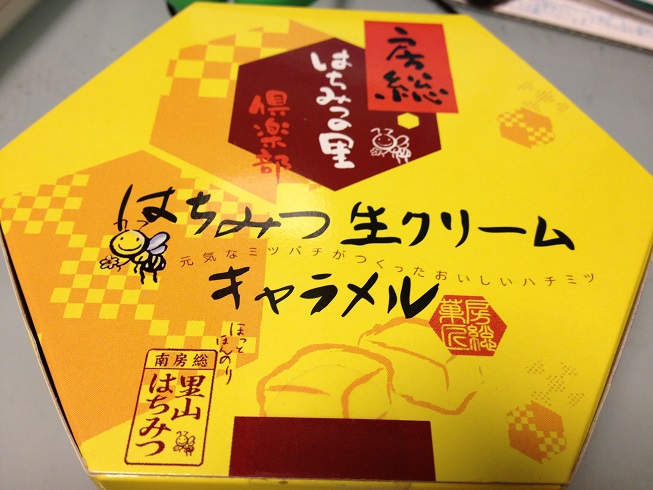 房総
はちみつの里
倶楽部
はちみつ 生クリーム
元気なミツバチがつくったおいしいハチミツ
キャラメル
房総
菓匠
ほって
ほんのり
南房総
里山
はちみつ